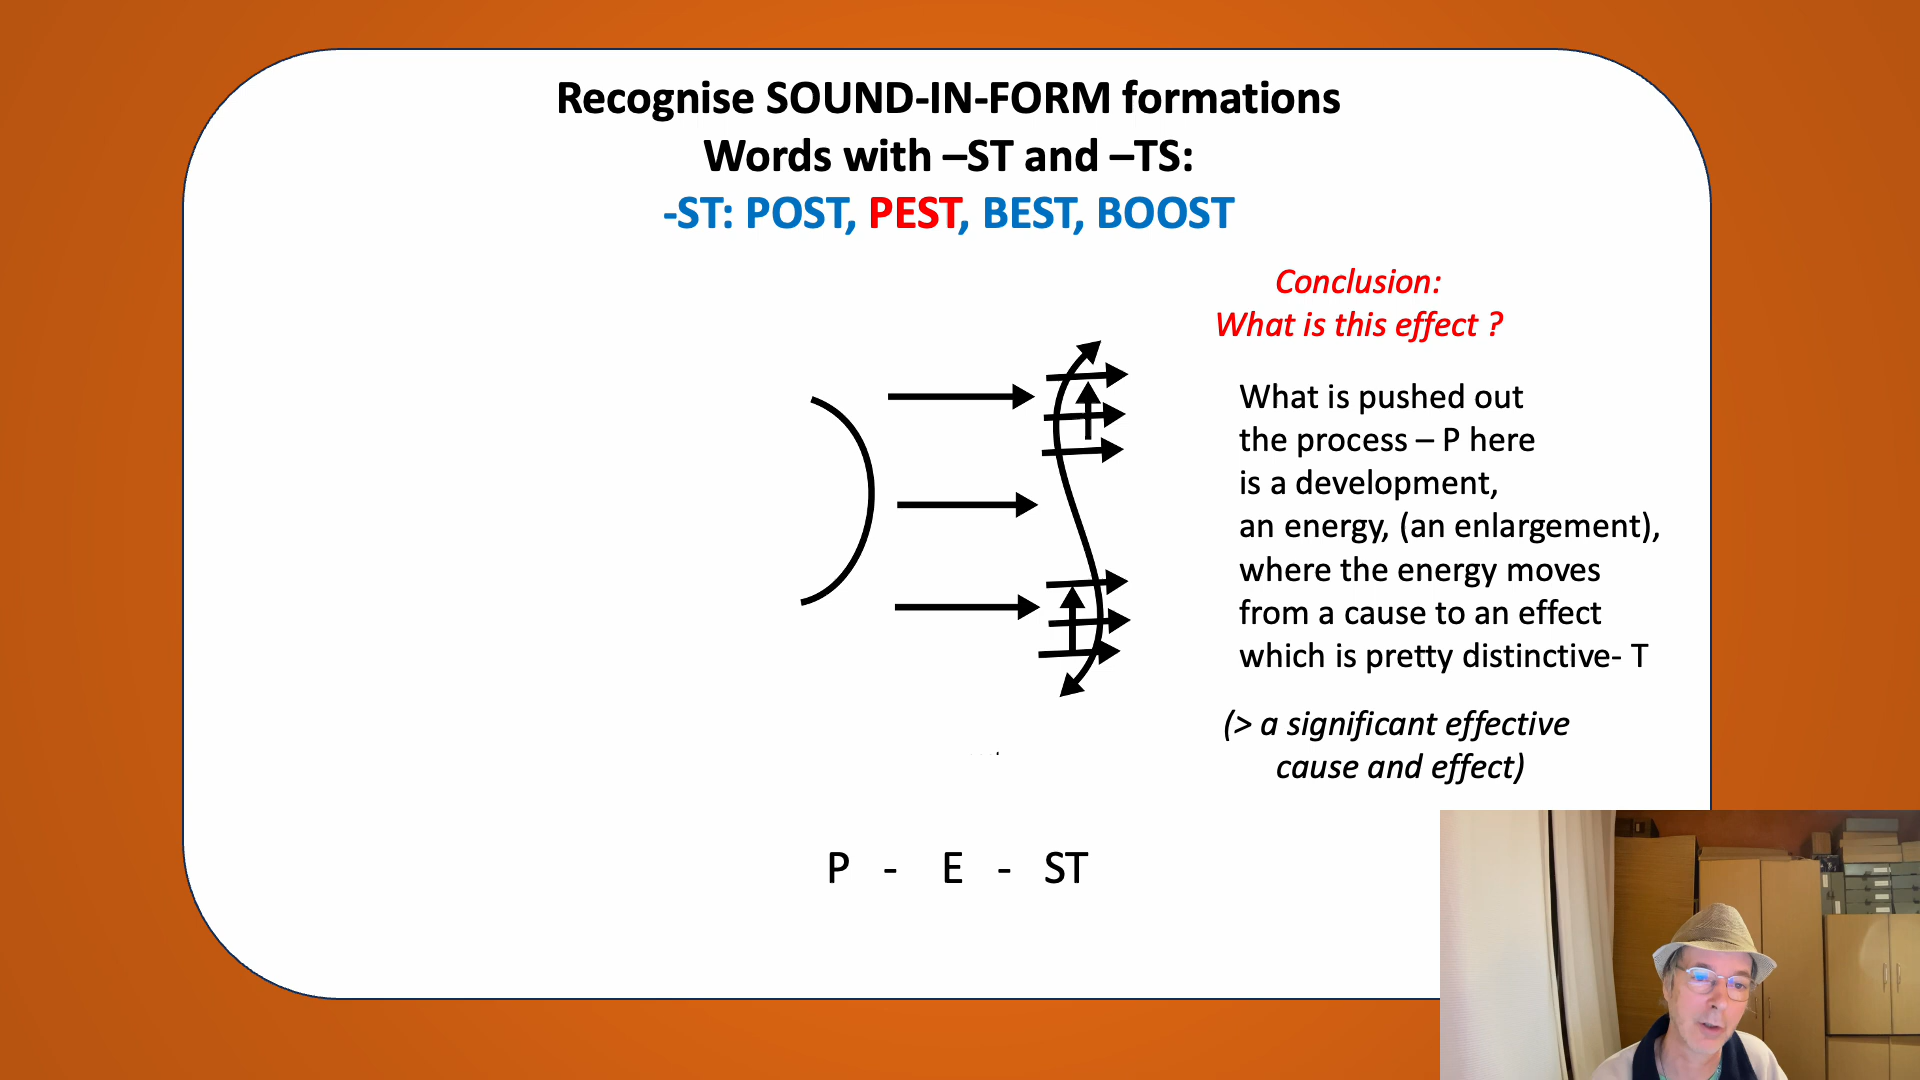 Recognise SOUND-IN-FORM formations
Words with –ST and –TS:
-ST: POST, PEST, BEST, BOOST
Conclusion:
What is this effect ?
What is pushed out
the process – P here
is a development,
an energy, (an enlargement),
where the energy moves
from a cause to an effect
which is pretty distinctive- T
(> a significant effective
cause and effect)
P - E - ST